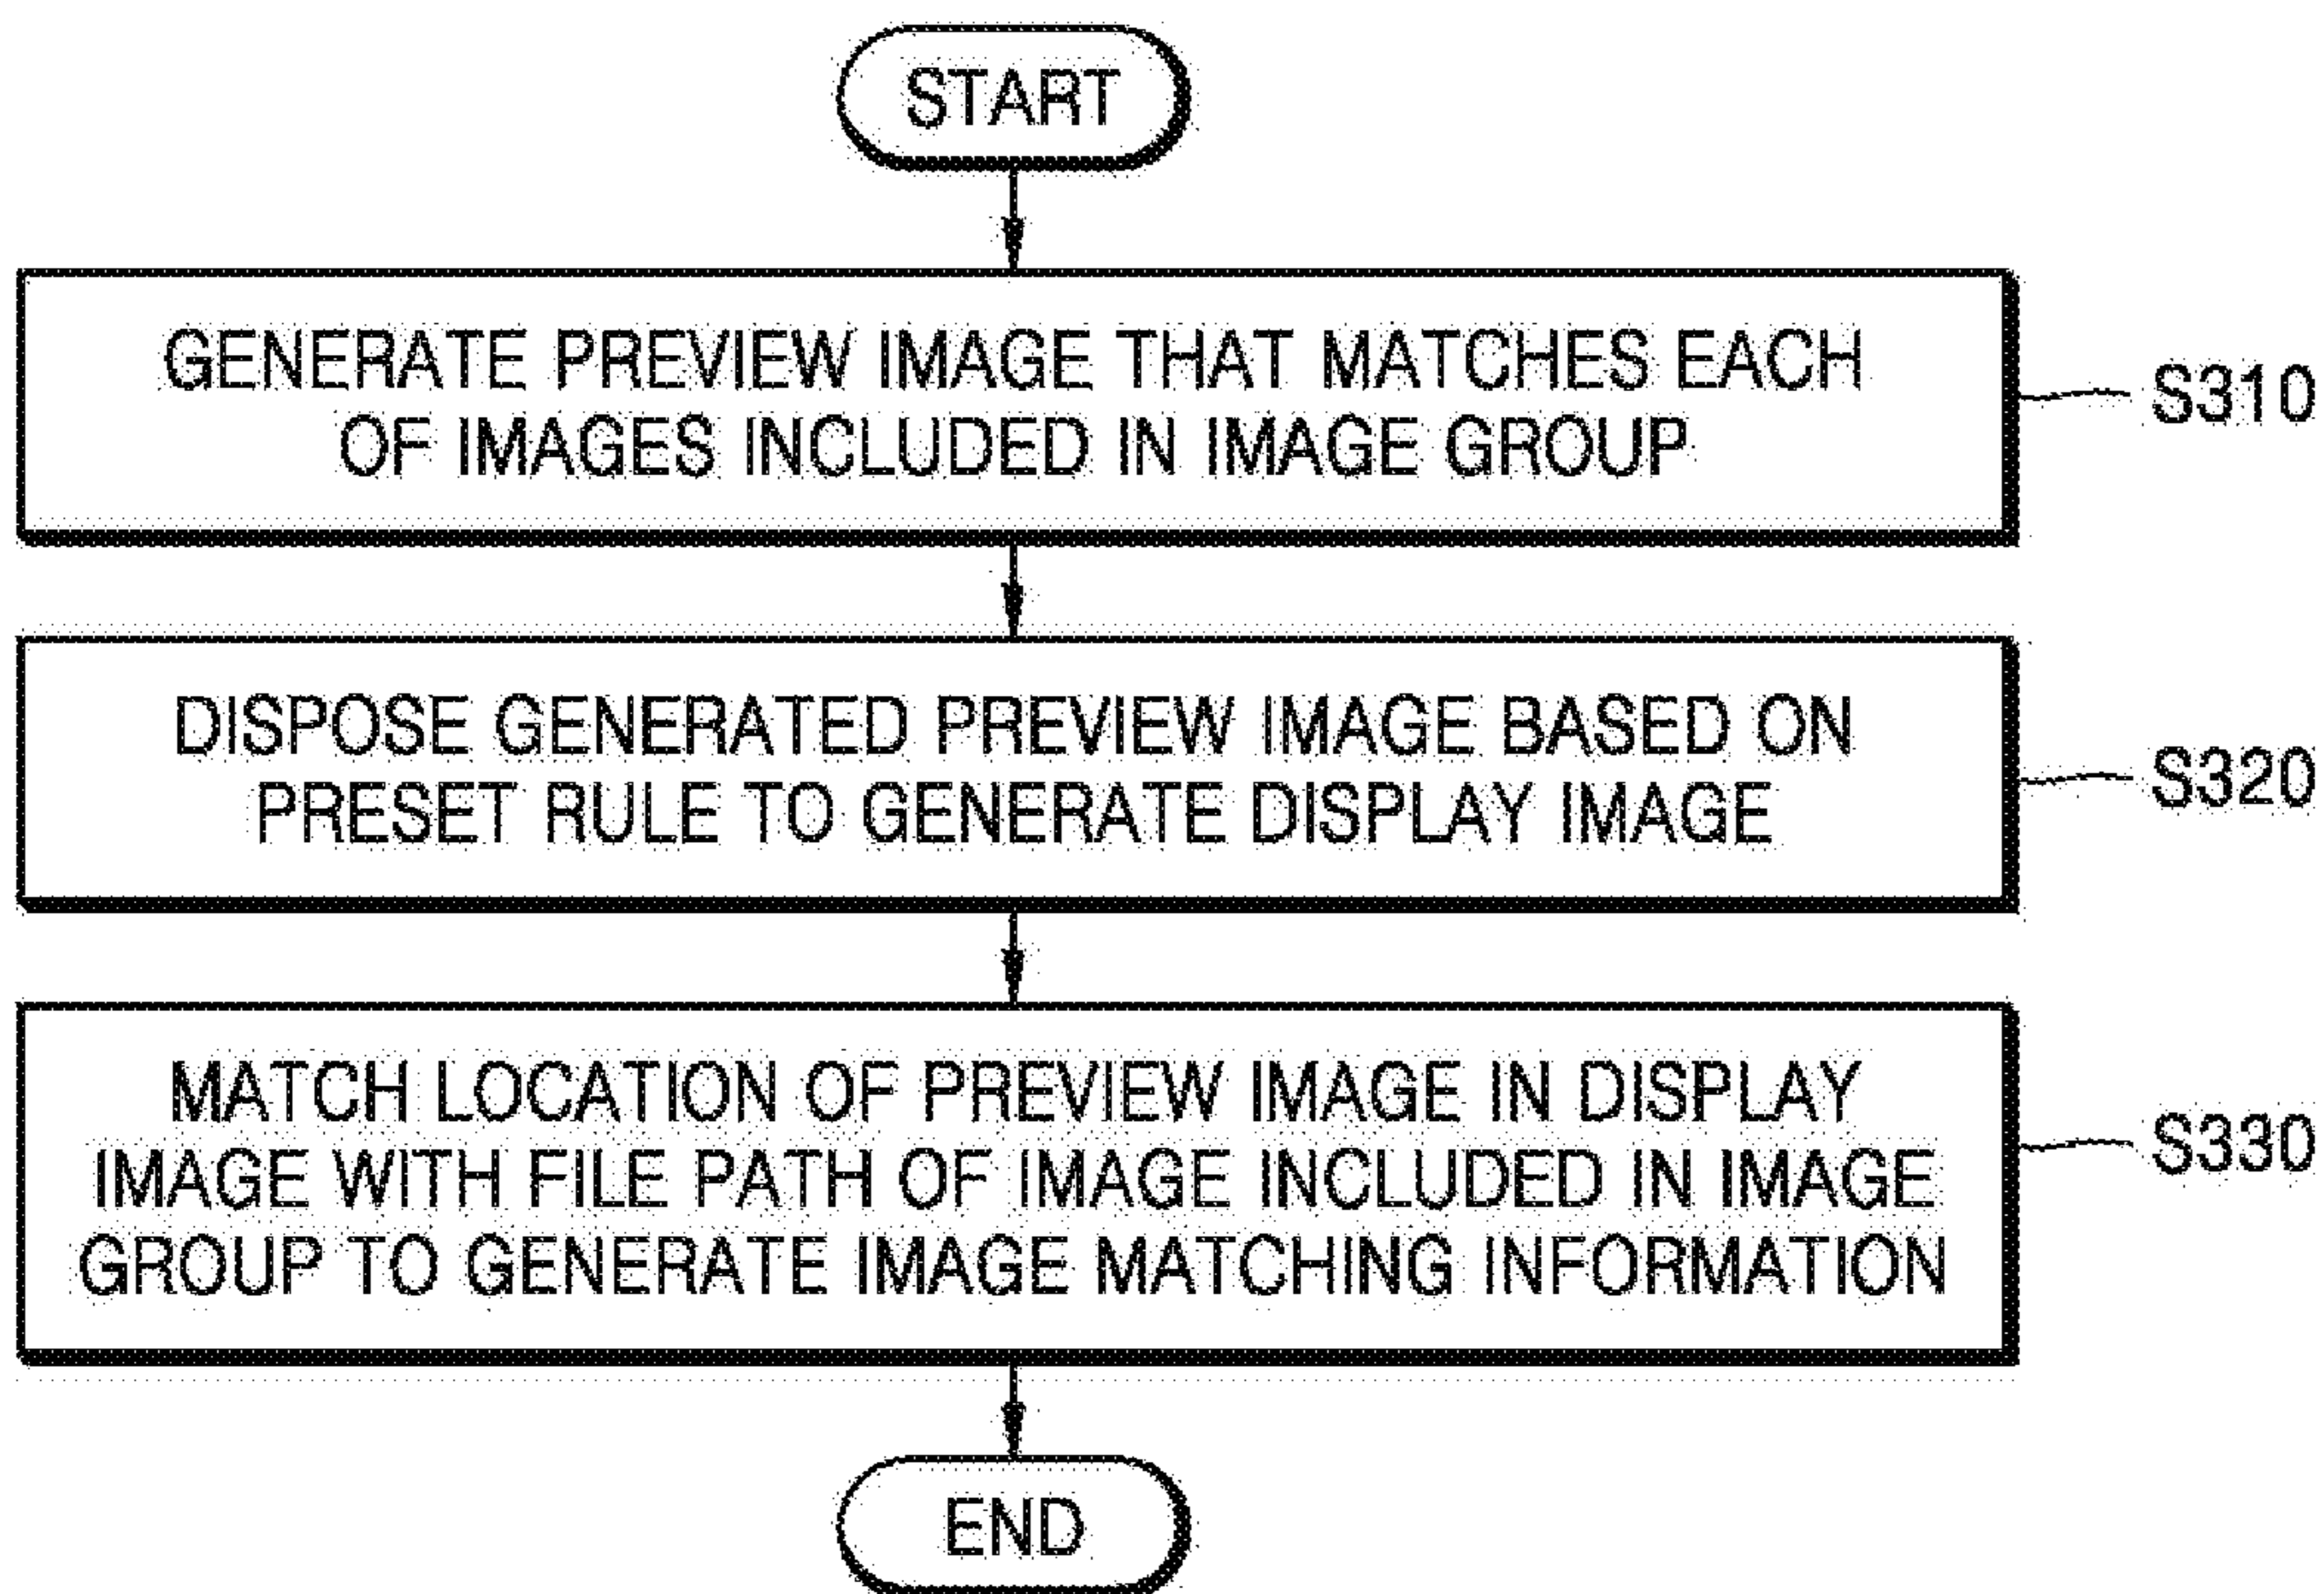 START
GENERATE PREVIEW IMAGE THAT MATCHES EACH
OF IMAGES INCLUDED IN IMAGE GROUP
S310
DISPOSE GENERATED PREVIEW IMAGE BASED ON
PRESET RULE TO GENERATE DISPLAY IMAGE
S320
MATCH LOCATION OF PREVIEW IMAGE IN DISPLAY
IMAGE WITH FILE PATH OF IMAGE INCLUDED IN IMAGE
GROUP TO GENERATE IMAGE MATCHING INFORMATION
S330
END